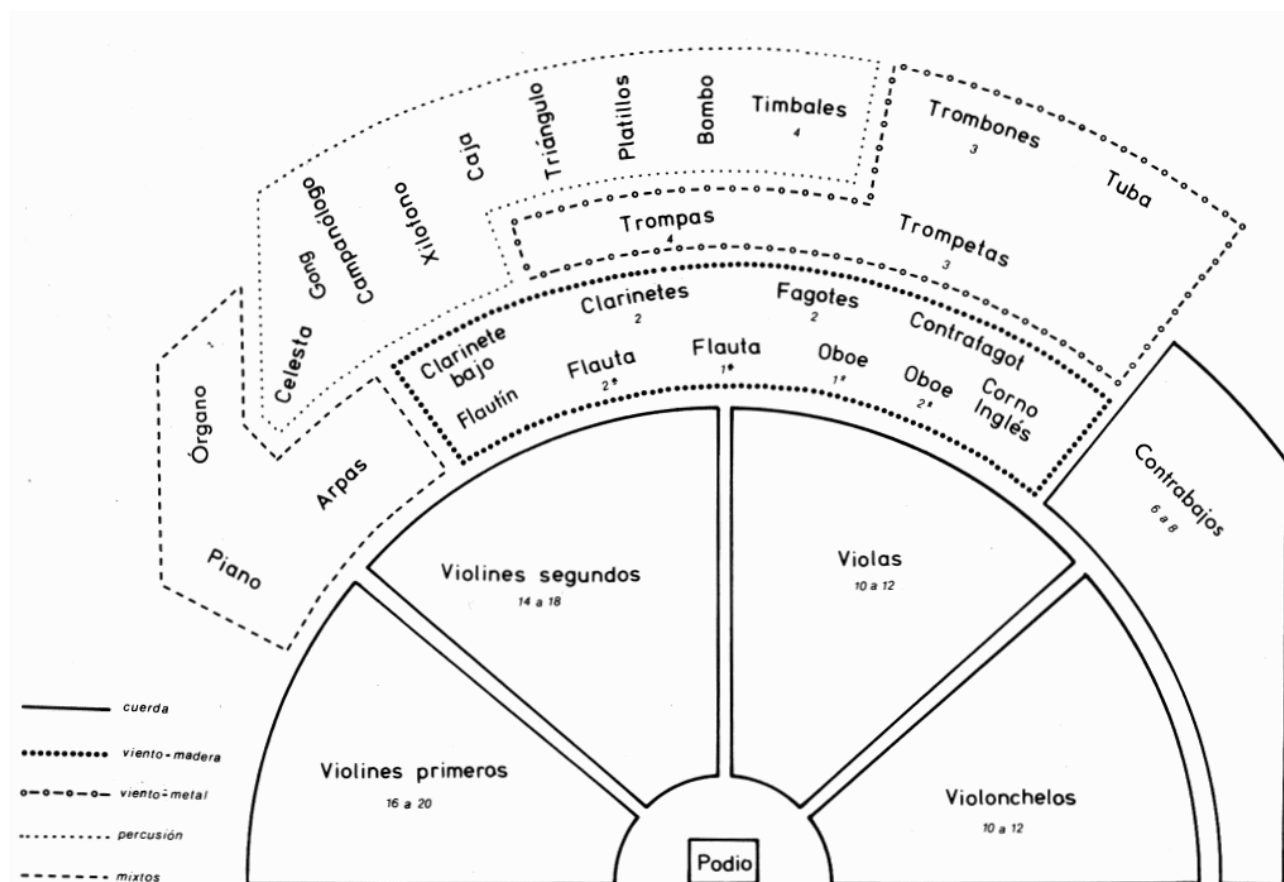 Timbales
4
Bombo
Platillos
Triángulo
Caja
Xilofono
Campanólogo
Gong
Celesta
Trombones
3
Tuba
Trompas
4
Trompetas
3
Clarinete
bajo
Clarinetes
2
Fagotes
2
Contrafagot
Flautín
Flauta
2ª
Flauta
1ª
Oboe
1ª
Oboe
2ª
Corno
Inglés
Órgano
1
Arpas
Piano
Contrabajos
6 a 8
Violines segundos
14 a 18
Violas
10 a 12
Violines primeros
16 a 20
Violonchelos
10 a 12
Podio
cuerda
viento-madera
viento-metal
percusión
mixtos